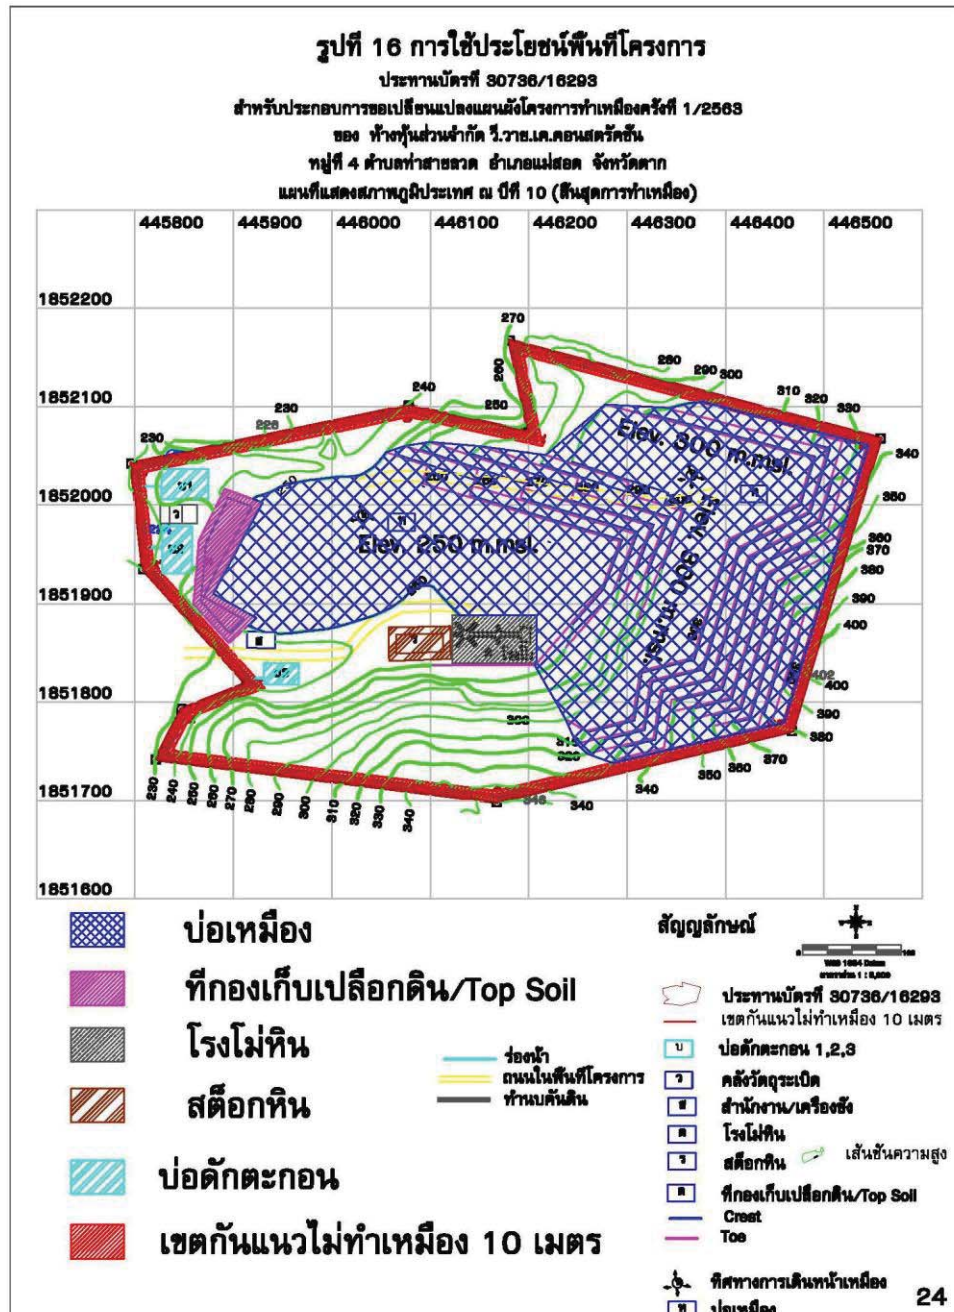 รูปที่ 16 การใช้ประโยชน์พื้นที่โครงการ
ประทานบัตรที่ 30736/16293
สำหรับประกอบการขอเปลี่ยนแปลงแผนผังโครงการทำเหมืองครั้งที่ 1/2563
ของ ห้างหุ้นส่วนจำกัด วี.วาย.เค.คอนสตรัคชั่น
หมู่ที่ 4 ตำบลท่าสายลวด อำเภอแม่สอด จังหวัดตาก
แผนที่แสดงสภาพภูมิประเทศ ณ ปีที่ 10 (สิ้นสุดการทำเหมือง)
445800 445900 446000 446100 446200 446300 446400 446500
1852200
270
260 280 290 300
1852100
240 250 310 320 330
230 226 230
Elev. 300 m.msl.
340
1852000
350
Elev. 250 m.msl.
Elev. 300 m.msl.
360
370
380
1851900
390
400
ส
402
400
1851800
390
380
320
370
360
350
340
230 240 250 260 270 280 290 300 310 320 330 340
346 340
1851700
1851600
บ่อเหมือง
ที่กองเก็บเปลือกดิน/Top Soil
โรงโม่หิน
สต็อกหิน
บ่อดักตะกอน
เขตกันแนวไม่ทำเหมือง 10 เมตร
ร่องน้ำ
ถนนในพื้นที่โครงการ
ทำนบคันดิน
สัญญลักษณ์
ประทานบัตรที่ 30736/16293
เขตกันแนวไม่ทำเหมือง 10 เมตร
บ บ่อดักตะกอน 1,2,3
ว คลังวัตถุระเบิด
ส สำนักงาน/เครื่องชั่ง
โรงโม่หิน
สต็อกหิน
เส้นชั้นความสูง
ที่กองเก็บเปลือกดิน/Top Soil
Crest
Toe
ทิศทางการเดินหน้าเหมือง
บ่อเหมือง
24